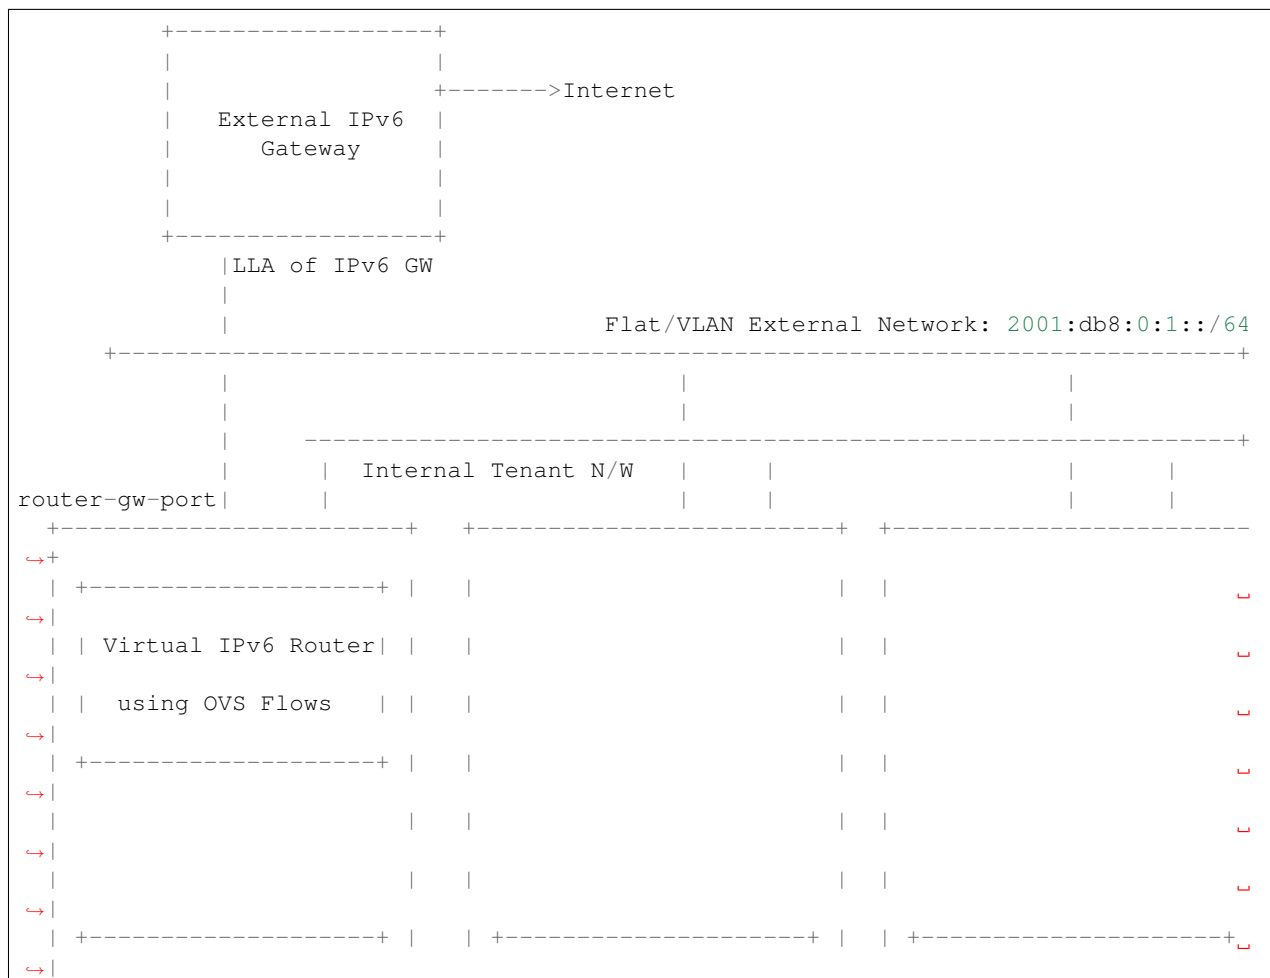 +------------------+
|                  |
|                  +------->Internet
|   External IPv6  |
|      Gateway     |
|                  |
|                  |
+------------------+
|LLA of IPv6 GW
|
|                          Flat/VLAN External Network: 2001:db8:0:1::/64
+------------------------------------------------------------------------------+
|                               |                          |
|                               |                          |
|     -----------------------------------------------------------------+
|      |  Internal Tenant N/W   |     |                    |      |
router-gw-port|      |                        |     |                    |      |
+------------------------+   +-------------------------+  +-------------------------
↪+
| +--------------------+ |   |                         |  |                        ␣
↪|
| | Virtual IPv6 Router| |   |                         |  |                        ␣
↪|
| |  using OVS Flows   | |   |                         |  |                        ␣
↪|
| +--------------------+ |   |                         |  |                        ␣
↪|
|                        |   |                         |  |                        ␣
↪|
|                        |   |                         |  |                        ␣
↪|
| +--------------------+ |   | +---------------------+ |  | +----------------------+␣
↪|